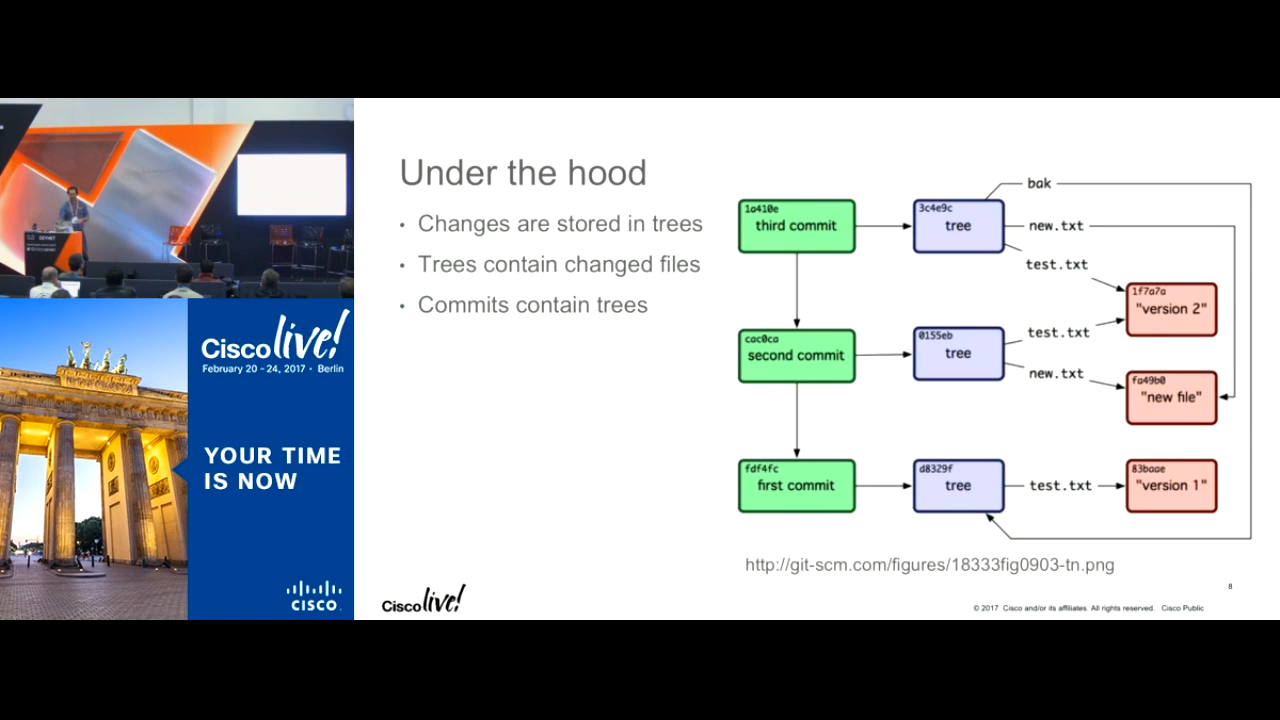 Under the hood
• Changes are stored in trees
• Trees contain changed files
• Commits contain trees
bak
1a410e
third commit
3c4e9c
tree
new.txt
test.txt
1f7a7a
"version 2"
cac0ca
second commit
0155eb
tree
test.txt
new.txt
fa49b0
"new file"
fdf4fc
first commit
d8329f
tree
test.txt
83baae
"version 1"
http://git-scm.com/figures/18333fig0903-tn.png
Cisco live!
8
© 2017 Cisco and/or its affiliates. All rights reserved. Cisco Public
Cisco live!
February 20 - 24, 2017 • Berlin
YOUR TIME
IS NOW
CISCO.